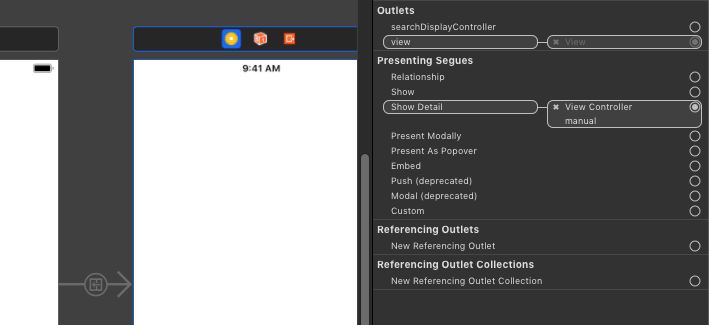 9:41 AM
Outlets
searchDisplayController
view
View
Presenting Segues
Relationship
Show
Show Detail
View Controller
manual
Present Modally
Present As Popover
Embed
Push (deprecated)
Modal (deprecated)
Custom
Referencing Outlets
New Referencing Outlet
Referencing Outlet Collections
New Referencing Outlet Collection